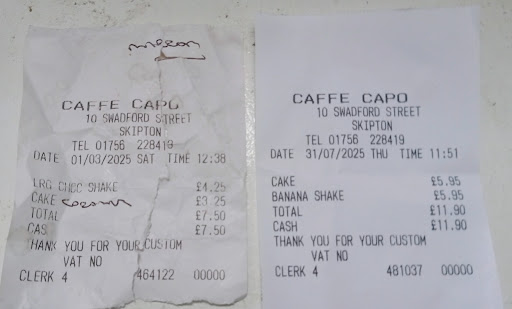 CAFFE CAPO
10 SWADFORD STREET
SKIPTON
TEL 01756 228419
DATE 01/03/2025 SAT TIME 12:38
LRG CHOC SHAKE £4.25
CAKE £3.25
TOTAL £7.50
CAS £7.50
THANK YOU FOR YOUR CUSTOM
VAT NO
CLERK 4 464122 00000
CAFFE CAPO
10 SWADFORD STREET
SKIPTON
TEL 01756 228419
DATE 31/07/2025 THU TIME 11:51
CAKE £5.95
BANANA SHAKE £5.95
TOTAL £11.90
CASH £11.90
THANK YOU FOR YOUR CUSTOM
VAT NO
CLERK 4 481037 00000